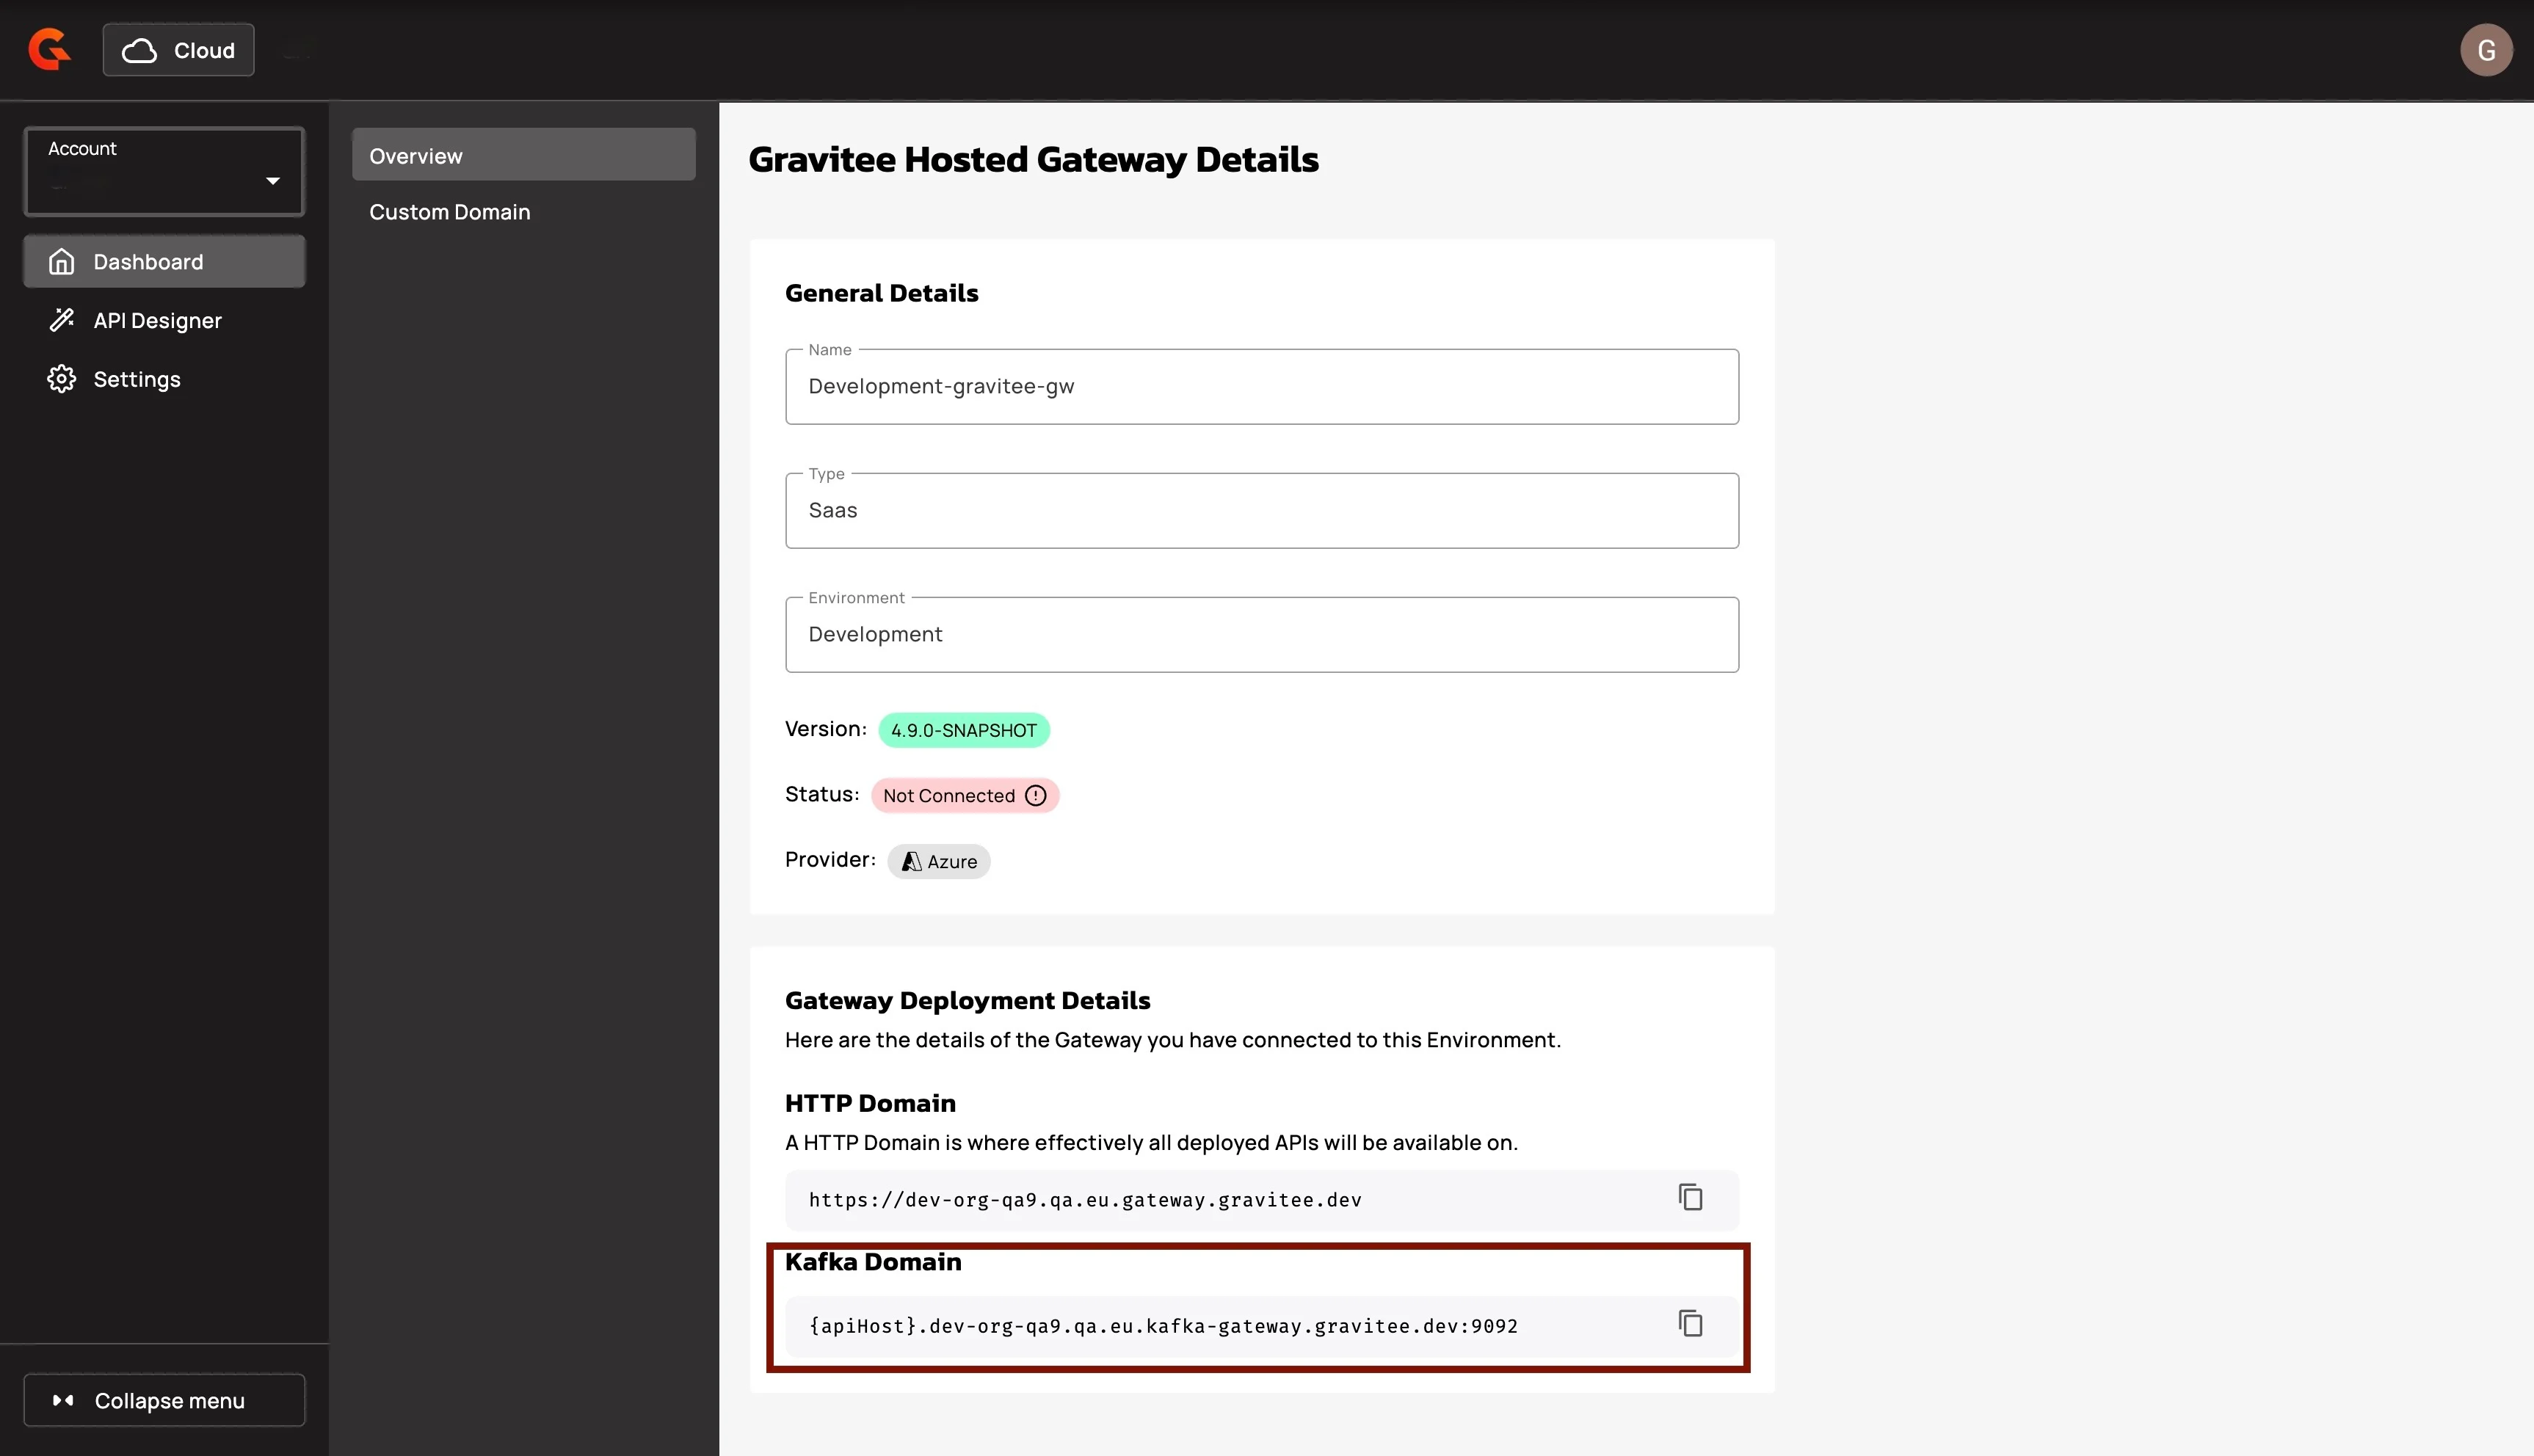 Cloud
G
Account
Dashboard
API Designer
Settings
Collapse menu
Overview
Custom Domain
Gravitee Hosted Gateway Details
General Details
Name
Development-gravitee-gw
Type
Saas
Environment
Development
Version: 4.9.0-SNAPSHOT
Status: Not Connected
Provider: Azure
Gateway Deployment Details
Here are the details of the Gateway you have connected to this Environment.
HTTP Domain
A HTTP Domain is where effectively all deployed APIs will be available on.
https://dev-org-qa9.qa.eu.gateway.gravitee.dev
Kafka Domain
{apiHost}.dev-org-qa9.qa.eu.kafka-gateway.gravitee.dev:9092